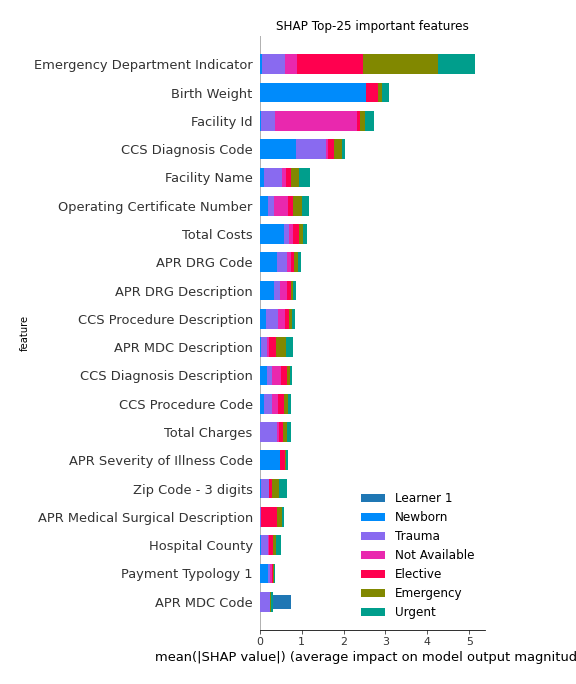 SHAP Top-25 important features
Emergency Department Indicator
Birth Weight
Facility Id
CCS Diagnosis Code
Facility Name
Operating Certificate Number
Total Costs
APR DRG Code
APR DRG Description
CCS Procedure Description
APR MDC Description
CCS Diagnosis Description
CCS Procedure Code
Total Charges
APR Severity of Illness Code
Zip Code - 3 digits
APR Medical Surgical Description
Hospital County
Payment Typology 1
APR MDC Code
feature
Learner 1
Newborn
Trauma
Not Available
Elective
Emergency
Urgent
0 1 2 3 4 5
mean(|SHAP value|) (average impact on model output magnitud